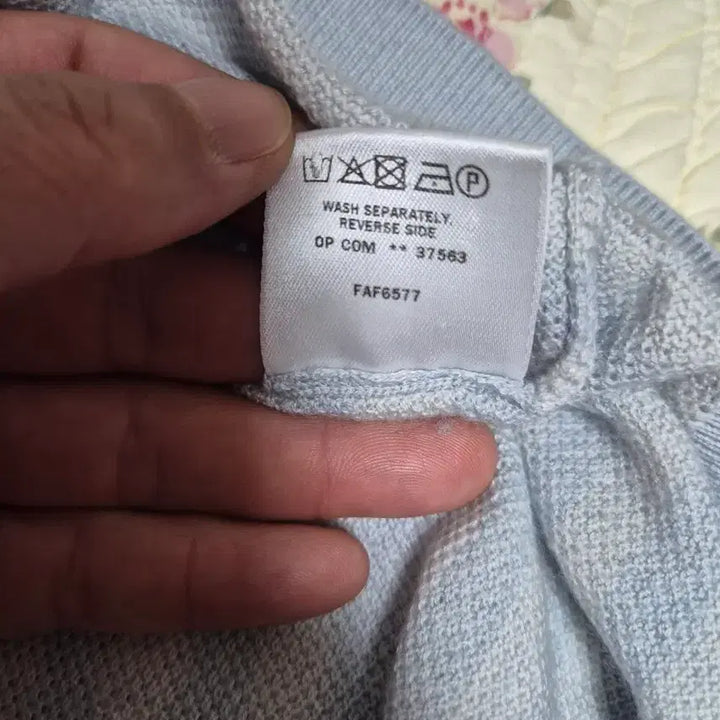 P
WASH SEPARATELY.
REVERSE SIDE
OP COM ** 37563
FAF6577